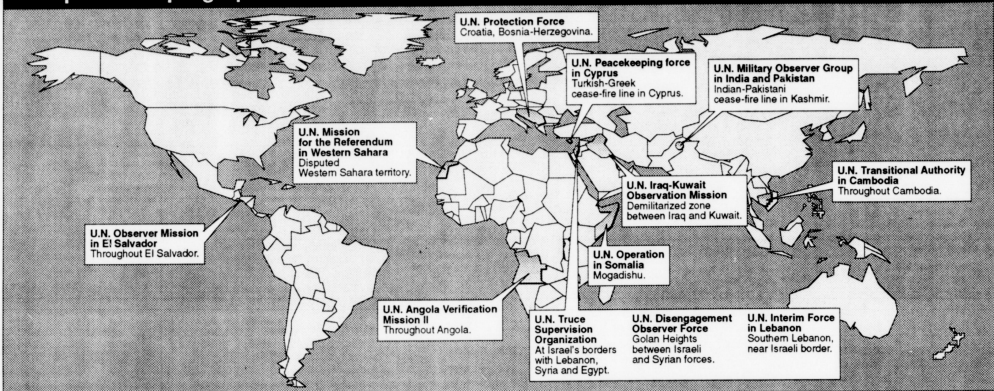 U.N. Protection Force
Croatia, Bosnia-Herzegovina.
U.N. Peacekeeping force
in Cyprus
Turkish-Greek
cease-fire line in Cyprus.
U.N. Military Observer Group
in India and Pakistan
Indian-Pakistani
cease-fire line in Kashmir.
U.N. Mission
for the Referendum
in Western Sahara
Disputed
Western Sahara territory.
U.N. Transitional Authority
in Cambodia
Throughout Cambodia.
U.N. Iraq-Kuwait
Observation Mission
Demilitarized zone
between Iraq and Kuwait.
U.N. Observer Mission
in El Salvador
Throughout El Salvador.
U.N. Operation
in Somalia
Mogadishu.
U.N. Angola Verification
Mission II
Throughout Angola.
U.N. Truce
Supervision
Organization
At Israel's borders
with Lebanon,
Syria and Egypt.
U.N. Disengagement
Observer Force
Golan Heights
between Israeli
and Syrian forces.
U.N. Interim Force
in Lebanon
Southern Lebanon,
near Israeli border.